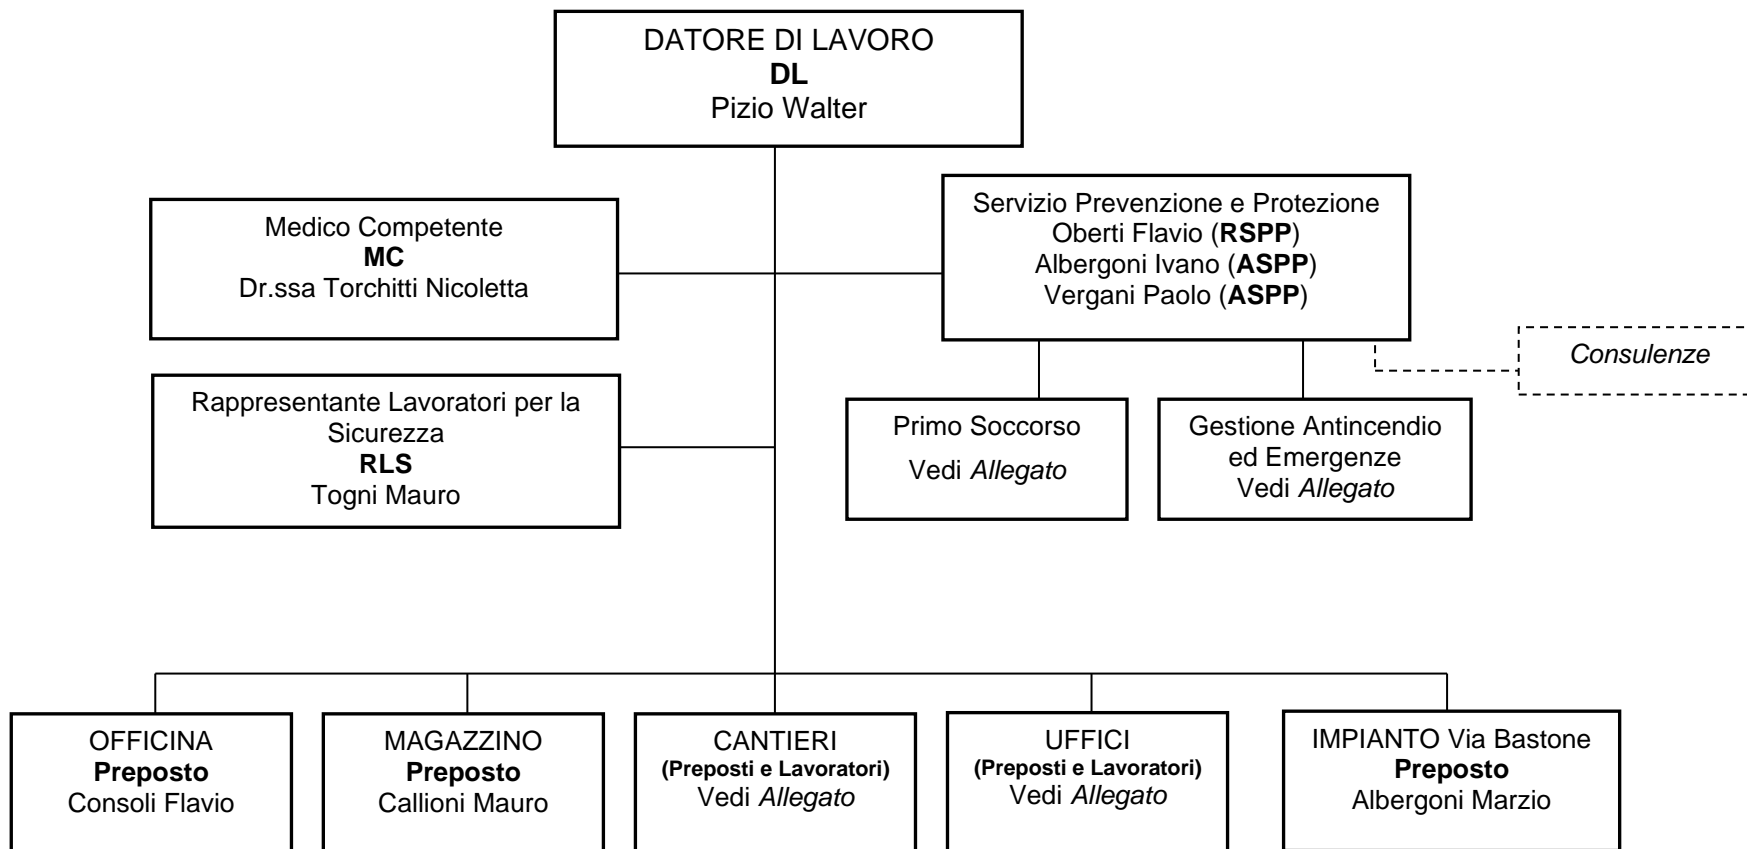 DATORE DI LAVORO
DL
Pizio Walter
Medico Competente
MC
Dr.ssa Torchitti Nicoletta
Servizio Prevenzione e Protezione
Oberti Flavio (RSPP)
Albergoni Ivano (ASPP)
Vergani Paolo (ASPP)
Consulenze
Rappresentante Lavoratori per la
Sicurezza
RLS
Togni Mauro
Primo Soccorso
Vedi Allegato
Gestione Antincendio
ed Emergenze
Vedi Allegato
OFFICINA
Preposto
Consoli Flavio
MAGAZZINO
Preposto
Callioni Mauro
CANTIERI
(Preposti e Lavoratori)
Vedi Allegato
UFFICI
(Preposti e Lavoratori)
Vedi Allegato
IMPIANTO Via Bastone
Preposto
Albergoni Marzio